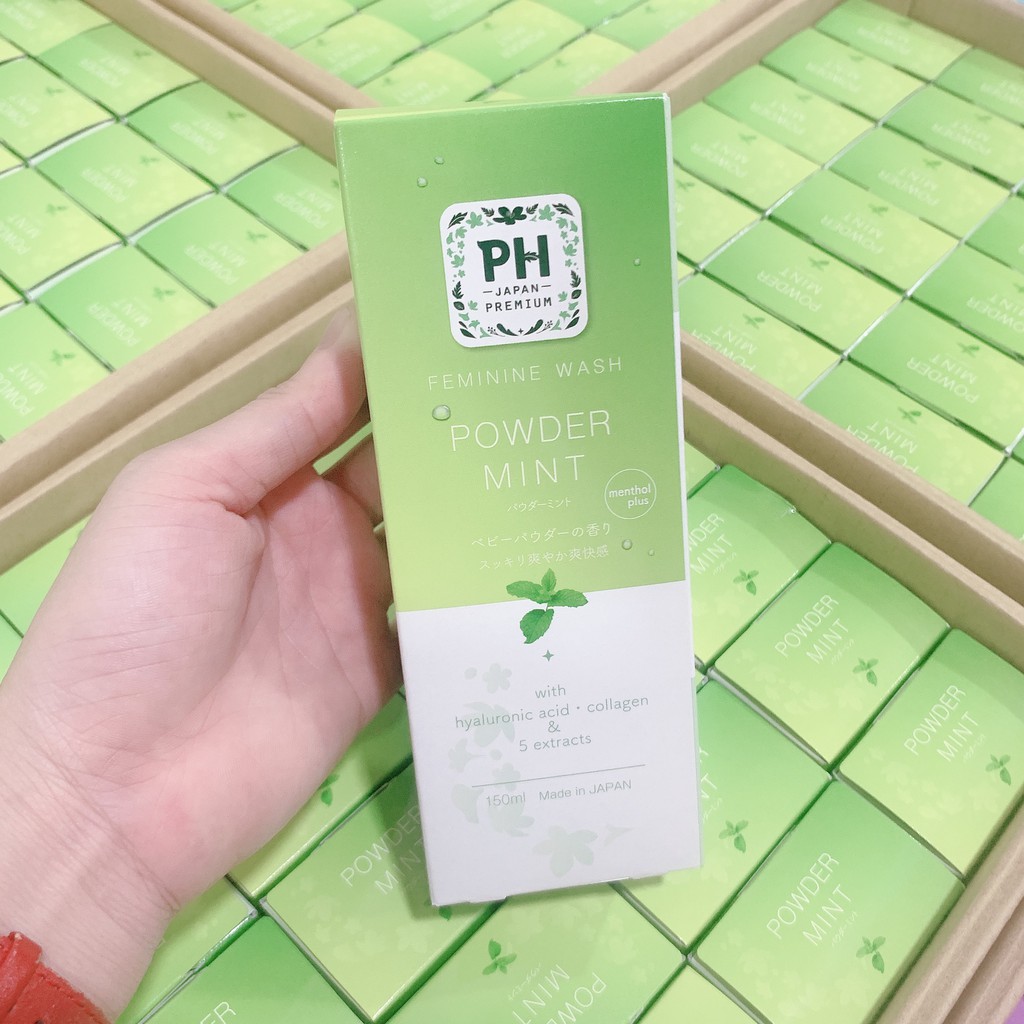 PH
JAPAN
PREMIUM
FEMININE WASH
POWDER
MINT
パウダーミント
menthol
plus
ベビーパウダーの香り
スッキリ爽やか爽快感
with
hyaluronic acid・collagen
&
5 extracts
150ml Made in JAPAN
POWDER
MINT
POWDER
MINT
POWDER
MINT
POWDER
MINT